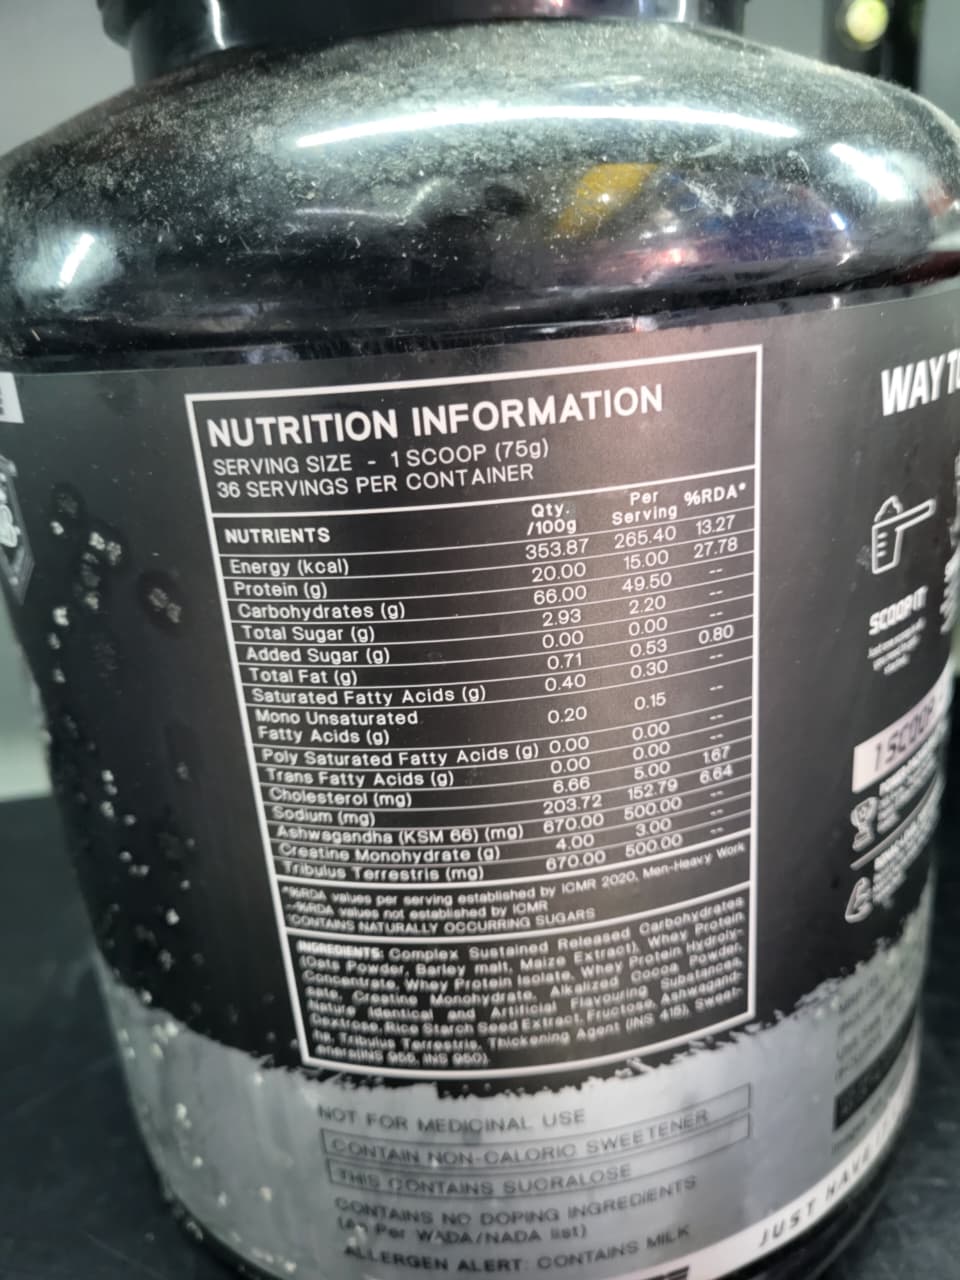 NUTRITION INFORMATION
SERVING SIZE - 1 SCOOP (75g)
36 SERVINGS PER CONTAINER
NUTRIENTS Qty. /100g Per Serving %RDA*
Energy (kcal) 353.87 265.40 13.27
Protein (g) 20.00 15.00 27.78
Carbohydrates (g) 66.00 49.50 --
Total Sugar (g) 2.93 2.20 --
Added Sugar (g) 0.00 0.00 --
Total Fat (g) 0.71 0.53 0.80
Saturated Fatty Acids (g) 0.40 0.30 --
Mono Unsaturated
Fatty Acids (g) 0.20 0.15 --
Poly Saturated Fatty Acids (g) 0.00 0.00 --
Trans Fatty Acids (g) 0.00 0.00 --
Cholesterol (mg) 6.66 5.00 1.67
Sodium (mg) 203.72 152.79 6.64
Ashwagandha (KSM 66) (mg) 670.00 500.00 --
Creatine Monohydrate (g) 4.00 3.00 --
Tribulus Terrestris (mg) 670.00 500.00 --
*%RDA values per serving established by ICMR 2020, Men-Heavy Work
--%RDA values not established by ICMR
*CONTAINS NATURALLY OCCURRING SUGARS
INGREDIENTS: Complex Sustained Released Carbohydrates
(Oats Powder, Barley malt, Maize Extract), Whey Protein
Concentrate, Whey Protein Isolate, Whey Protein Hydroly-
sate, Creatine Monohydrate, Alkalized Cocoa Powder,
Nature Identical and Artificial Flavouring Substances,
Dextrose, Rice Starch Seed Extract, Fructose, Ashwagand-
ha, Tribulus Terrestris, Thickening Agent (INS 415), Sweet-
eners(INS 955, INS 950).
NOT FOR MEDICINAL USE
CONTAIN NON-CALORIC SWEETENER
THIS CONTAINS SUCRALOSE
CONTAINS NO DOPING INGREDIENTS
(As Per WADA/NADA list)
ALLERGEN ALERT: CONTAINS MILK
WAY TO
SCOOP IT
1 SCOOP
JUST HAVE